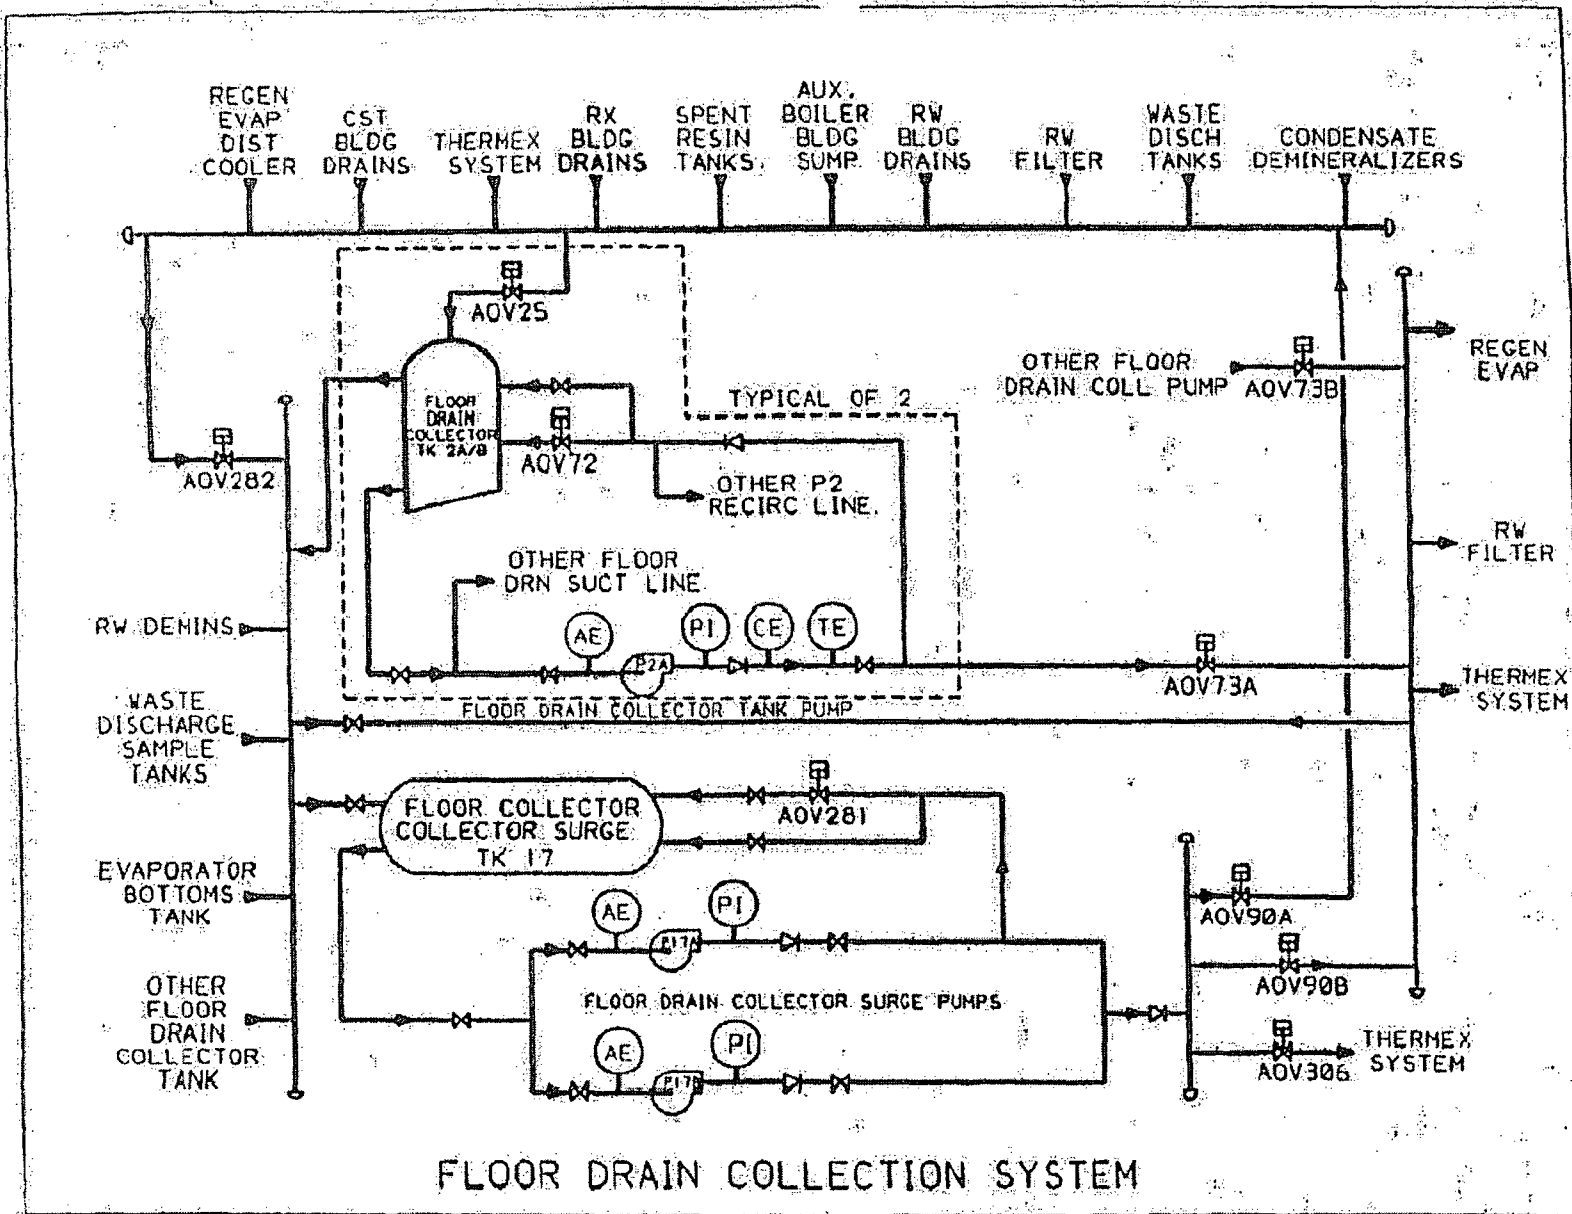 REGEN
EVAP
DIST
COOLER
CST
BLDG
DRAINS
THERMEX
SYSTEM
RX
BLDG
DRAINS
SPENT
RESIN
TANKS
AUX.
BOILER
BLDG
SUMP
RW
BLDG
DRAINS
RW
FILTER
WASTE
DISCH
TANKS
CONDENSATE
DEMINERALIZERS
AOV25
FLOOR
DRAIN
COLLECTOR
TK 2A/B
AOV72
TYPICAL OF 2
OTHER P2
RECIRC LINE
OTHER FLOOR
DRAIN COLL PUMP
AOV73B
REGEN
EVAP
AOV282
OTHER FLOOR
DRN SUCT LINE
RW
FILTER
RW DEMINS
AE
PI
CE
TE
P2A
AOV73A
THERMEX
SYSTEM
FLOOR DRAIN COLLECTOR TANK PUMP
WASTE
DISCHARGE
SAMPLE
TANKS
FLOOR COLLECTOR
COLLECTOR SURGE
TK 17
AOV281
EVAPORATOR
BOTTOMS
TANK
AE
PI
P17A
AOV90A
AOV90B
FLOOR DRAIN COLLECTOR SURGE PUMPS
OTHER
FLOOR
DRAIN
COLLECTOR
TANK
AE
PI
P17B
AOV306
THERMEX
SYSTEM
FLOOR DRAIN COLLECTION SYSTEM